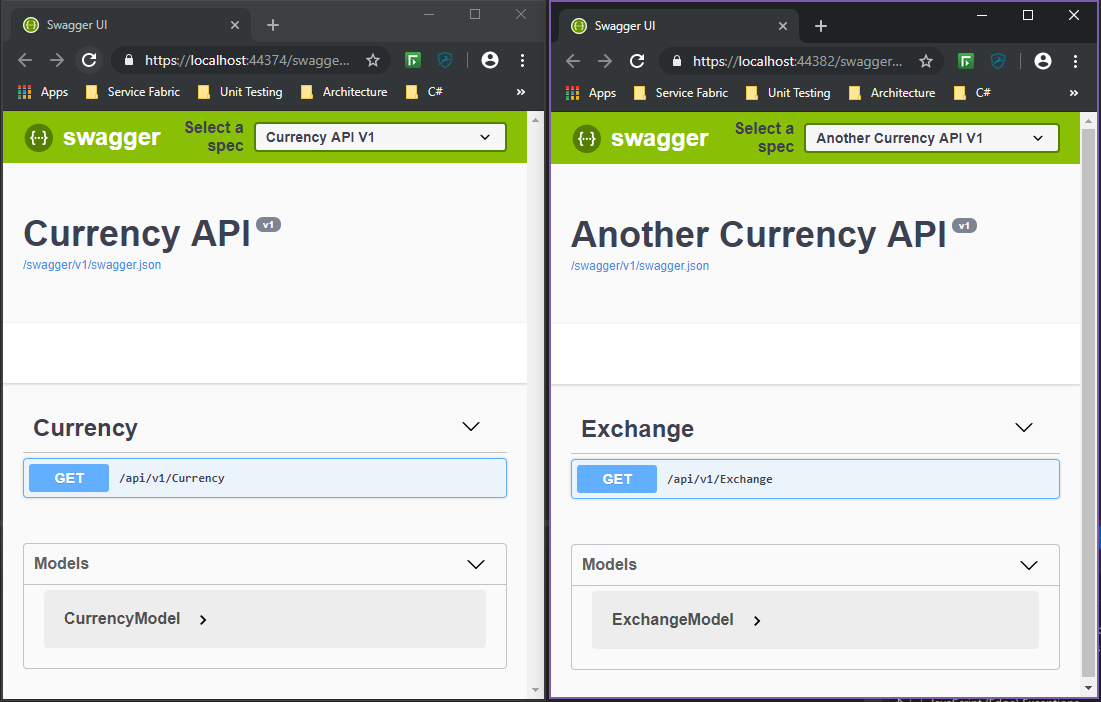 Swagger UI
https://localhost:44374/swagge...
Apps Service Fabric Unit Testing Architecture C# »
{...} swagger Select a spec Currency API V1
Currency API v1
/swagger/v1/swagger.json
Currency
GET /api/v1/Currency
Models
CurrencyModel
Swagger UI
https://localhost:44382/swagger...
Apps Service Fabric Unit Testing Architecture C# »
{...} swagger Select a spec Another Currency API V1
Another Currency API v1
/swagger/v1/swagger.json
Exchange
GET /api/v1/Exchange
Models
ExchangeModel